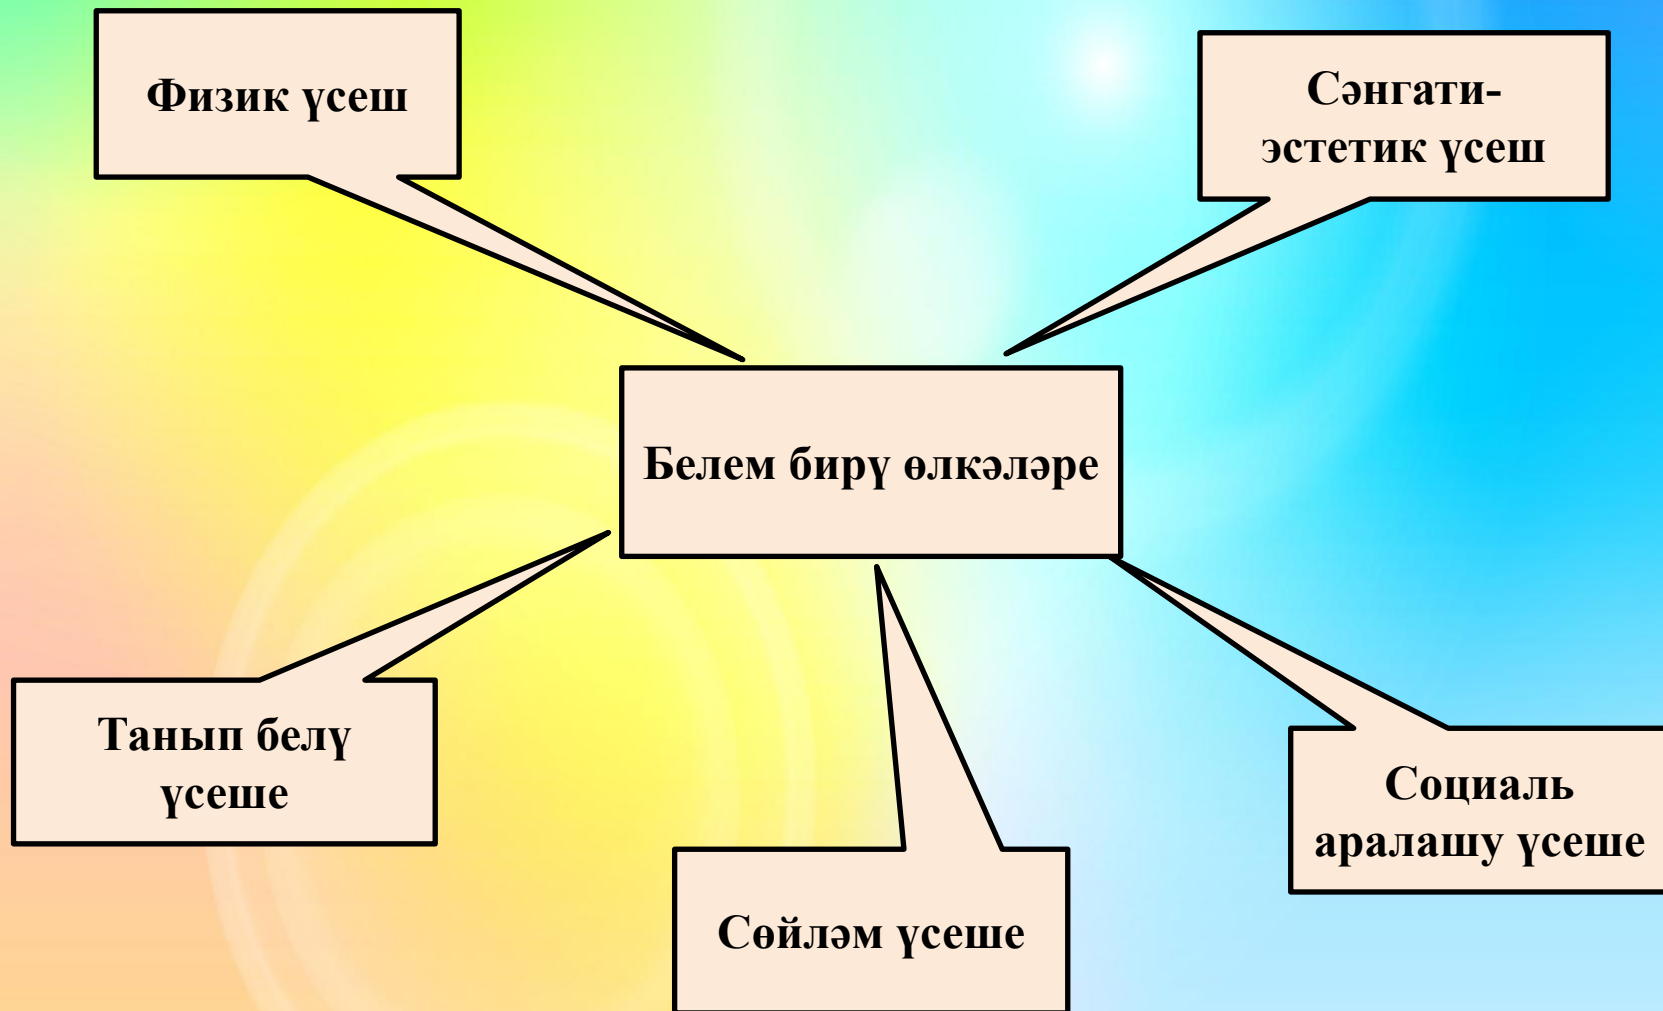 Физик үсеш
Сәнгати-
эстетик үсеш
Белем бирү өлкәләре
Танып белү
үсеше
Социаль
аралашу үсеше
Сөйләм үсеше